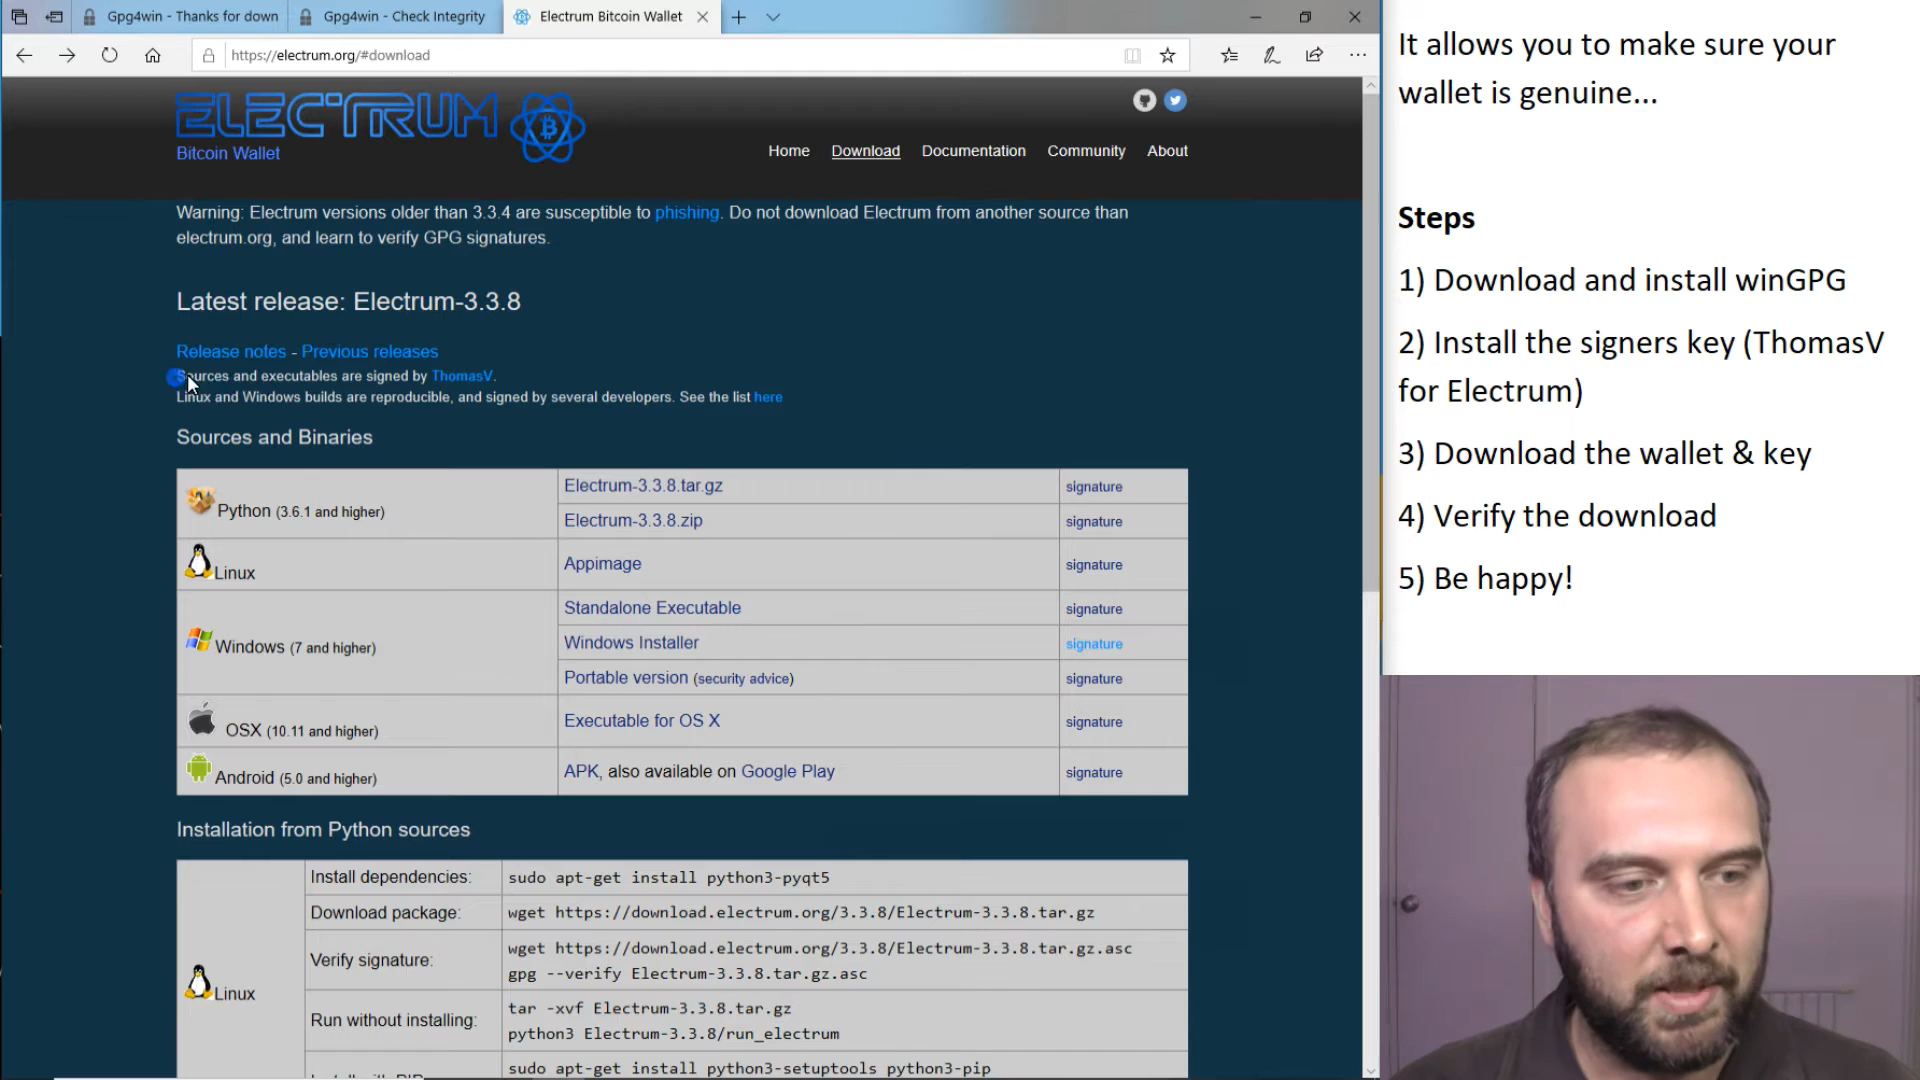 Gpg4win - Thanks for down
Gpg4win - Check Integrity
Electrum Bitcoin Wallet
https://electrum.org/#download
ELECTRUM
Bitcoin Wallet
Home Download Documentation Community About
Warning: Electrum versions older than 3.3.4 are susceptible to phishing. Do not download Electrum from another source than
electrum.org, and learn to verify GPG signatures.
Latest release: Electrum-3.3.8
Release notes - Previous releases
Sources and executables are signed by ThomasV.
Linux and Windows builds are reproducible, and signed by several developers. See the list here
Sources and Binaries
Python (3.6.1 and higher)
Electrum-3.3.8.tar.gz signature
Electrum-3.3.8.zip signature
Linux
Appimage signature
Windows (7 and higher)
Standalone Executable signature
Windows Installer signature
Portable version (security advice) signature
OSX (10.11 and higher)
Executable for OS X signature
Android (5.0 and higher)
APK, also available on Google Play signature
Installation from Python sources
Linux
Install dependencies: sudo apt-get install python3-pyqt5
Download package: wget https://download.electrum.org/3.3.8/Electrum-3.3.8.tar.gz
Verify signature:
wget https://download.electrum.org/3.3.8/Electrum-3.3.8.tar.gz.asc
gpg --verify Electrum-3.3.8.tar.gz.asc
Run without installing:
tar -xvf Electrum-3.3.8.tar.gz
python3 Electrum-3.3.8/run_electrum
sudo apt-get install python3-setuptools python3-pip
It allows you to make sure your
wallet is genuine...
Steps
1) Download and install winGPG
2) Install the signers key (ThomasV
for Electrum)
3) Download the wallet & key
4) Verify the download
5) Be happy!